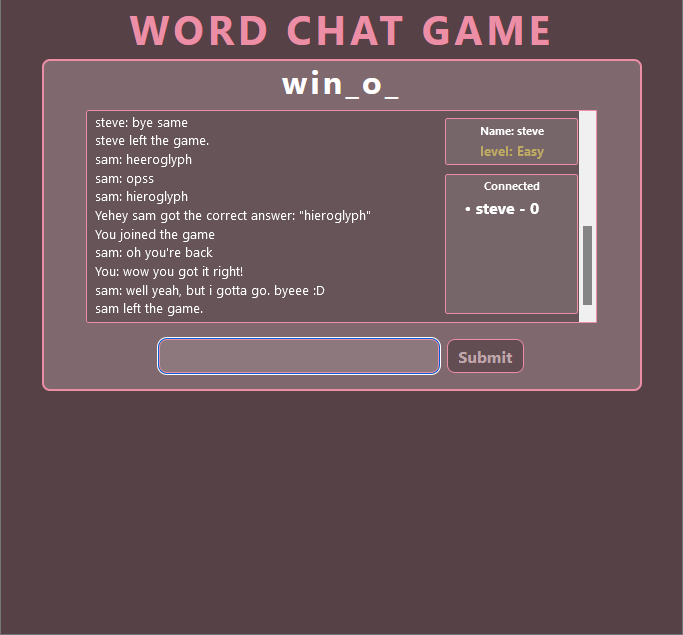 WORD CHAT GAME
win_o_
steve: bye same
steve left the game.
sam: heeroglyph
sam: opss
sam: hieroglyph
Yehey sam got the correct answer: "hieroglyph"
You joined the game
sam: oh you're back
You: wow you got it right!
sam: well yeah, but i gotta go. byeee :D
sam left the game.
Name: steve
level: Easy
Connected
• steve - 0
Submit